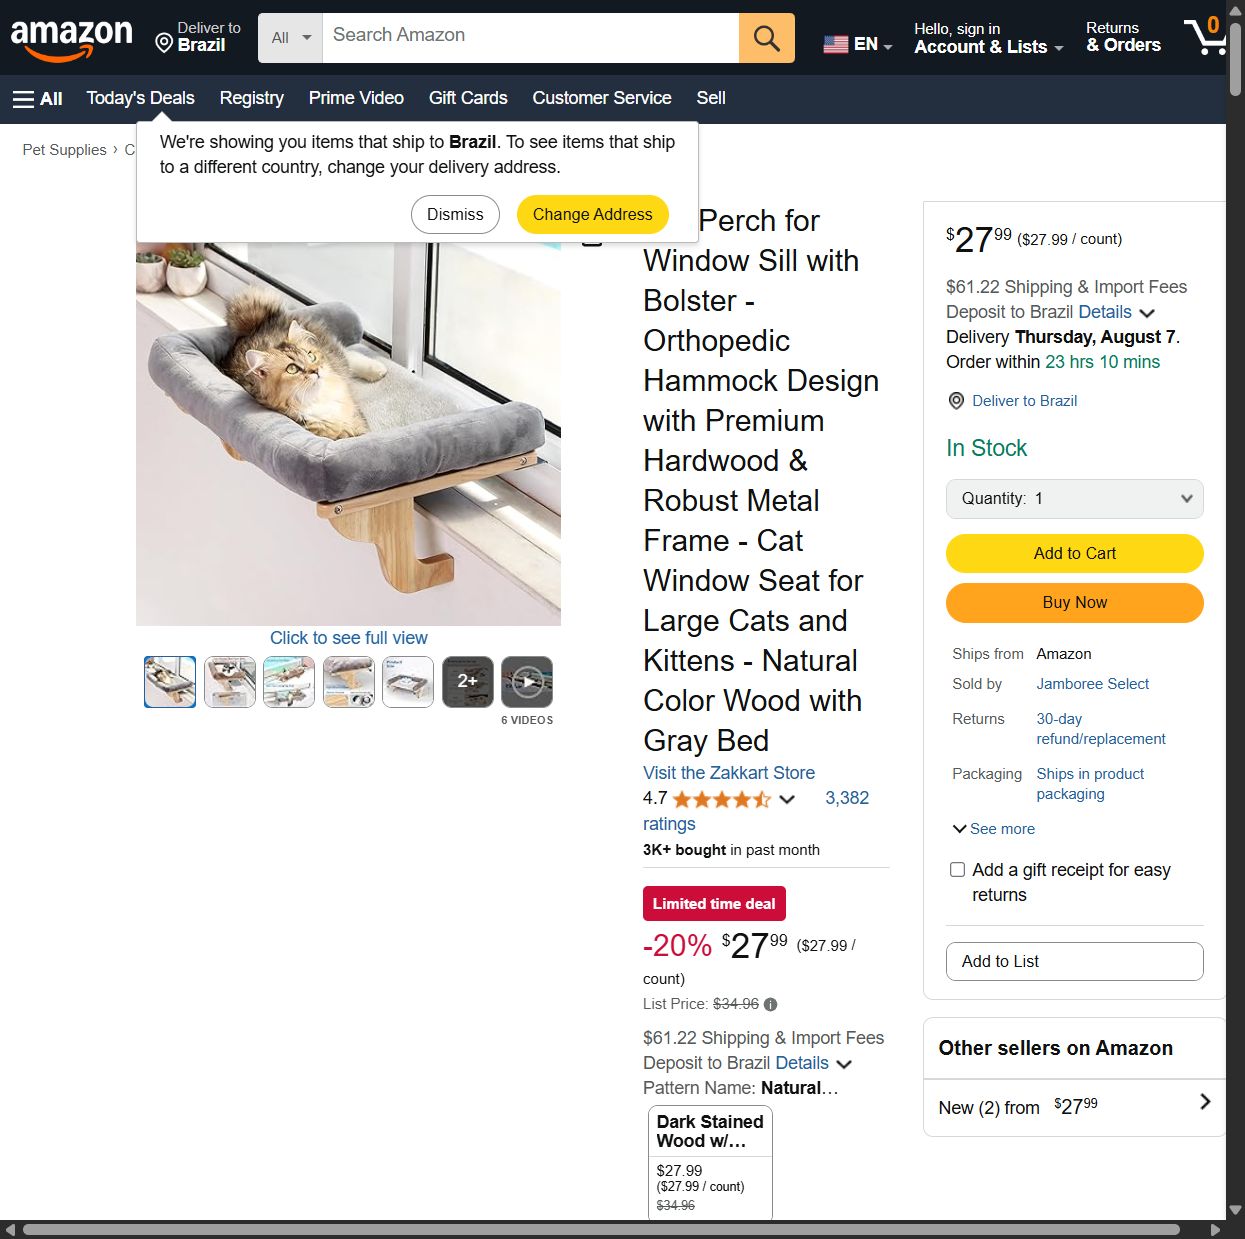 amazon
Deliver to
Brazil
All
Search Amazon
EN
Hello, sign in
Account & Lists
Returns
& Orders
0
All
Today's Deals
Registry
Prime Video
Gift Cards
Customer Service
Sell
We're showing you items that ship to Brazil. To see items that ship
to a different country, change your delivery address.
Dismiss
Change Address
Pet Supplies › C
Perch for
Window Sill with
Bolster -
Orthopedic
Hammock Design
with Premium
Hardwood &
Robust Metal
Frame - Cat
Window Seat for
Large Cats and
Kittens - Natural
Color Wood with
Gray Bed
Visit the Zakkart Store
4.7
3,382
ratings
3K+ bought in past month
Limited time deal
-20% $27.99 ($27.99 /
count)
List Price: $34.96
$61.22 Shipping & Import Fees
Deposit to Brazil Details
Pattern Name: Natural…
Dark Stained
Wood w/…
$27.99
($27.99 / count)
$34.96
Click to see full view
2+
6 VIDEOS
$27.99 ($27.99 / count)
$61.22 Shipping & Import Fees
Deposit to Brazil Details
Delivery Thursday, August 7.
Order within 23 hrs 10 mins
Deliver to Brazil
In Stock
Quantity: 1
Add to Cart
Buy Now
Ships from Amazon
Sold by Jamboree Select
Returns 30-day
refund/replacement
Packaging Ships in product
packaging
See more
Add a gift receipt for easy
returns
Add to List
Other sellers on Amazon
New (2) from $27.99